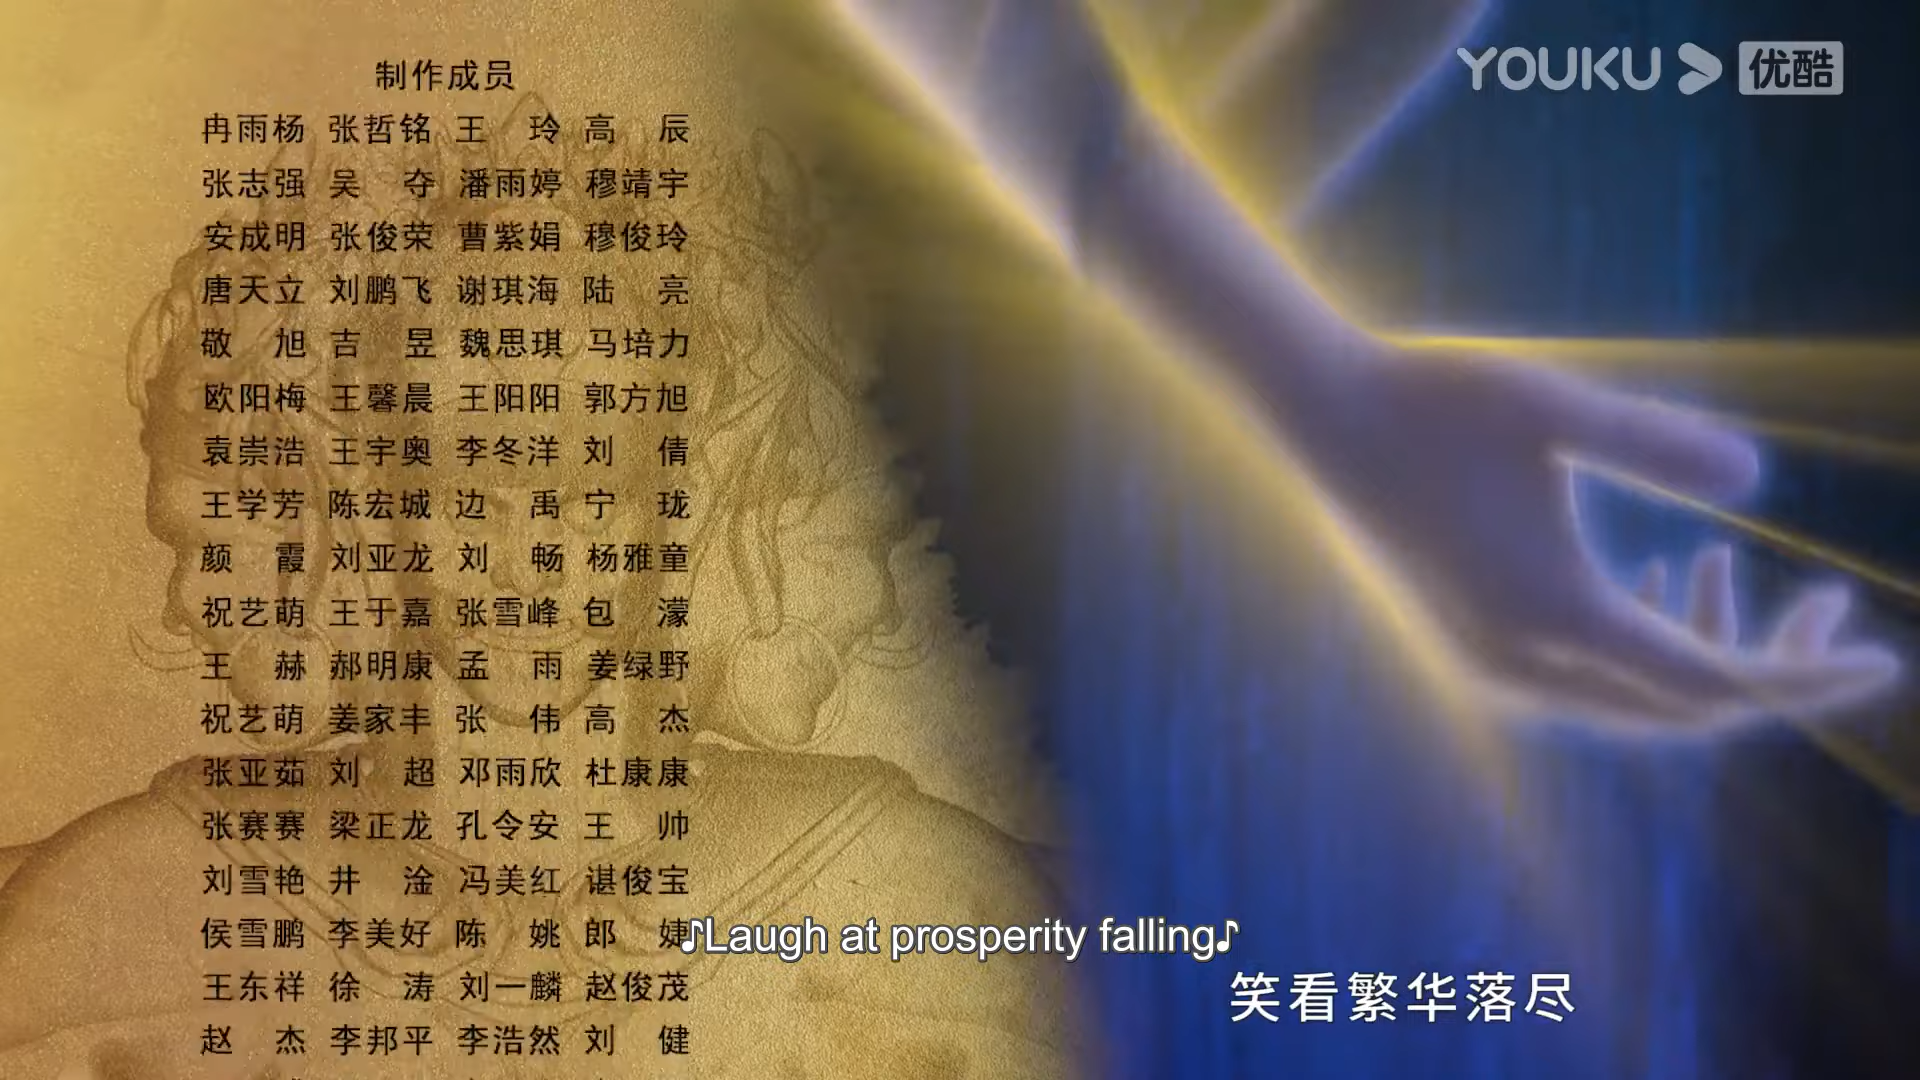 制作成员
冉雨杨 张哲铭 王 玲 高 辰
张志强 吴 夺 潘雨婷 穆靖宇
安成明 张俊荣 曹紫娟 穆俊玲
唐天立 刘鹏飞 谢琪海 陆 亮
敬 旭 吉 昱 魏思琪 马培力
欧阳梅 王馨晨 王阳阳 郭方旭
袁崇浩 王宇奥 李冬洋 刘 倩
王学芳 陈宏城 边 禹 宁 珑
颜 霞 刘亚龙 刘 畅 杨雅童
祝艺萌 王于嘉 张雪峰 包 濛
王 赫 郝明康 孟 雨 姜绿野
祝艺萌 姜家丰 张 伟 高 杰
张亚茹 刘 超 邓雨欣 杜康康
张赛赛 梁正龙 孔令安 王 帅
刘雪艳 井 淦 冯美红 谌俊宝
侯雪鹏 李美好 陈 姚 郎 婕
王东祥 徐 涛 刘一麟 赵俊茂
赵 杰 李邦平 李浩然 刘 健
YOUKU 优酷
♪Laugh at prosperity falling♪
笑看繁华落尽